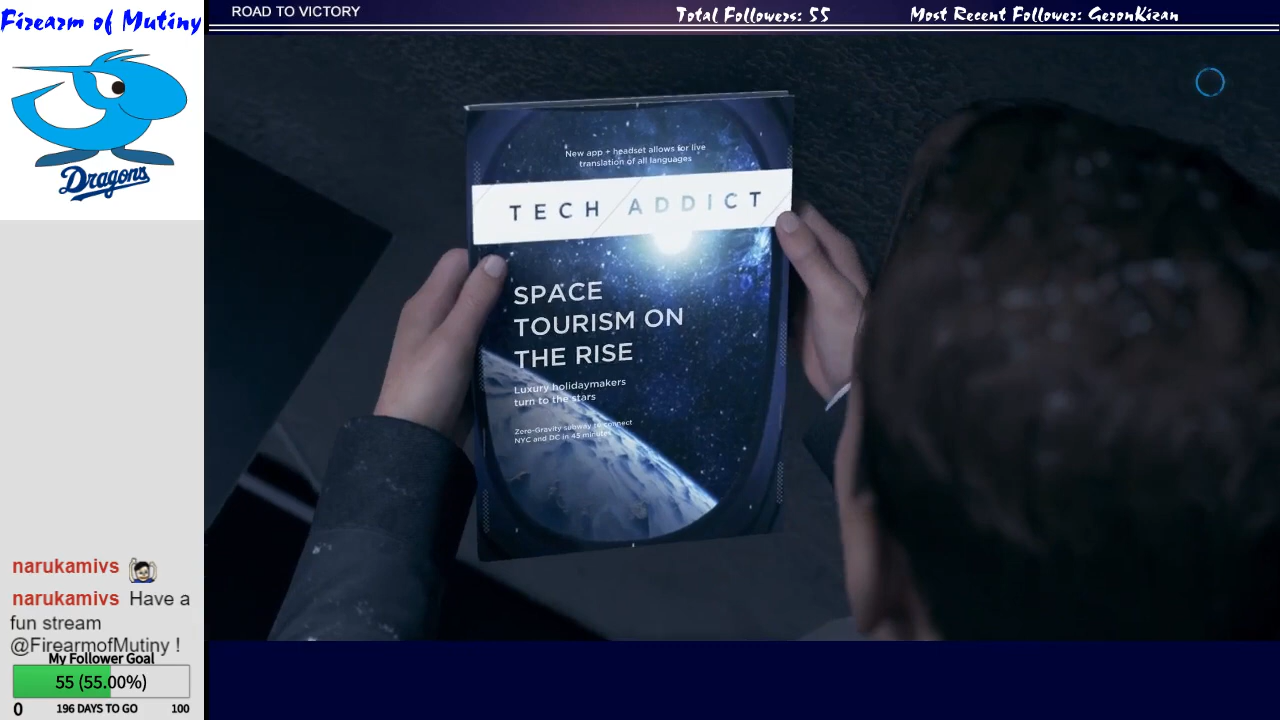 Firearm of Mutiny
Dragons
ROAD TO VICTORY
Total Followers: 55
Most Recent Follower: GeronKizan
New app + headset allows for live
translation of all languages
TECH ADDICT
SPACE
TOURISM ON
THE RISE
Luxury holidaymakers
turn to the stars
Zero-Gravity subway to connect
NYC and DC in 45 minutes
narukamivs
narukamivs Have a
fun stream
@FirearmofMutiny !
My Follower Goal
55 (55.00%)
0 196 DAYS TO GO 100